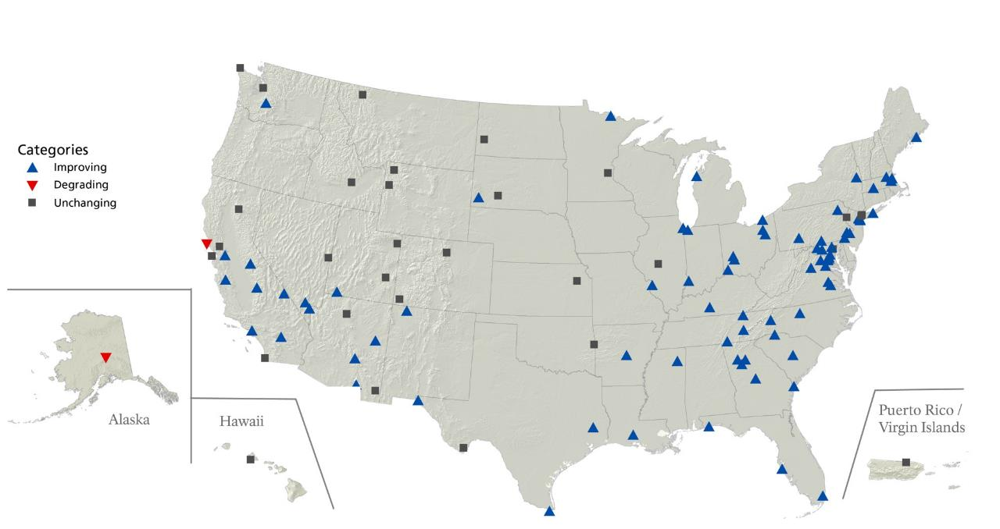 Categories
Improving
Degrading
Unchanging
Alaska
Hawaii
Puerto Rico /
Virgin Islands